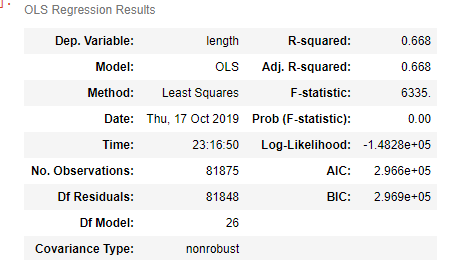 OLS Regression Results
Dep. Variable: length R-squared: 0.668
Model: OLS Adj. R-squared: 0.668
Method: Least Squares F-statistic: 6335.
Date: Thu, 17 Oct 2019 Prob (F-statistic): 0.00
Time: 23:16:50 Log-Likelihood: -1.4828e+05
No. Observations: 81875 AIC: 2.966e+05
Df Residuals: 81848 BIC: 2.969e+05
Df Model: 26
Covariance Type: nonrobust